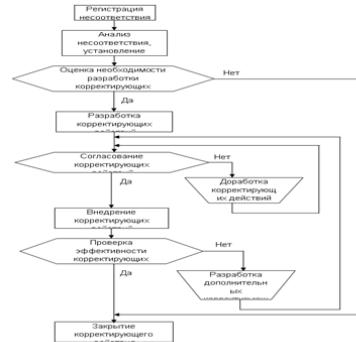 Регистрация
несоответствия
Анализ
несоответствия,
установление
Оценка необходимости
разработки
корректирующих
Нет
Да
Разработка
корректирующих
Согласование
корректирующих
Нет
Да
Доработка
корректирующ
их действий
Внедрение
корректирующих
Проверка
эффективности
корректирующих
Нет
Да
Разработка
дополнительн
ых
Закрытие
корректирующего